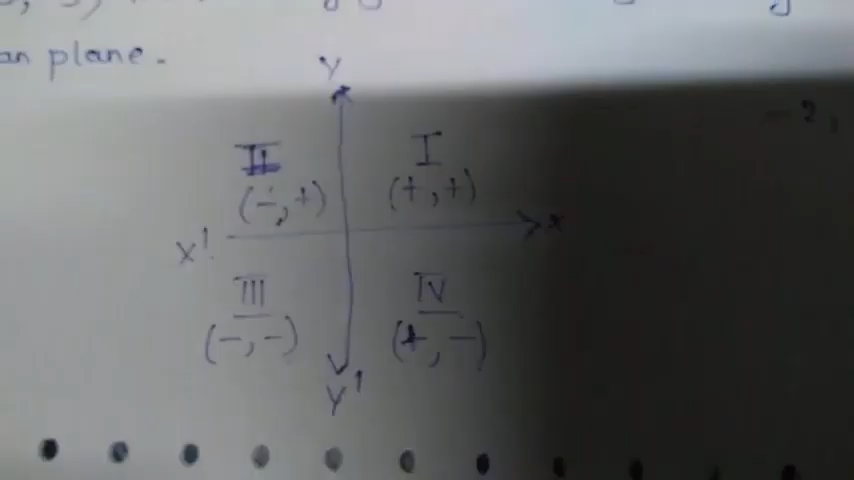 an plane.
Y
II I
(-,+) (+,+)
X' X
III IV
(-,-) (+,-)
Y'